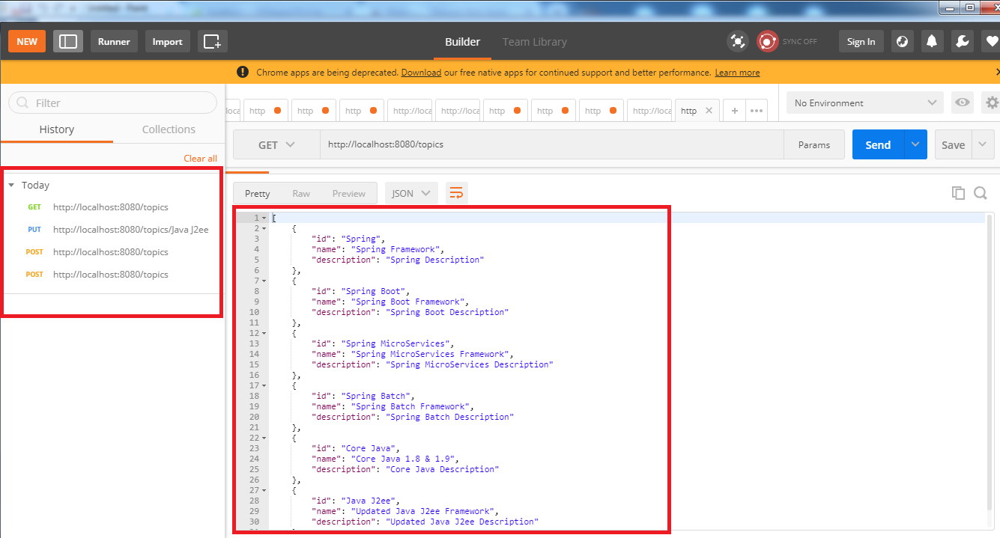 NEW Runner Import Builder Team Library SYNC OFF Sign In
Chrome apps are being deprecated. Download our free native apps for continued support and better performance. Learn more
Filter
History Collections
Clear all
Today
GET http://localhost:8080/topics
PUT http://localhost:8080/topics/Java J2ee
POST http://localhost:8080/topics
POST http://localhost:8080/topics
http http http http://loca http://loca http http http http://loca http + ••• No Environment
GET http://localhost:8080/topics Params Send Save
Pretty Raw Preview JSON
1 [
2 {
3 "id": "Spring",
4 "name": "Spring Framework",
5 "description": "Spring Description"
6 },
7 {
8 "id": "Spring Boot",
9 "name": "Spring Boot Framework",
10 "description": "Spring Boot Description"
11 },
12 {
13 "id": "Spring MicroServices",
14 "name": "Spring MicroServices Framework",
15 "description": "Spring MicroServices Description"
16 },
17 {
18 "id": "Spring Batch",
19 "name": "Spring Batch Framework",
20 "description": "Spring Batch Description"
21 },
22 {
23 "id": "Core Java",
24 "name": "Core Java 1.8 & 1.9",
25 "description": "Core Java Description"
26 },
27 {
28 "id": "Java J2ee",
29 "name": "Updated Java J2ee Framework",
30 "description": "Updated Java J2ee Description"